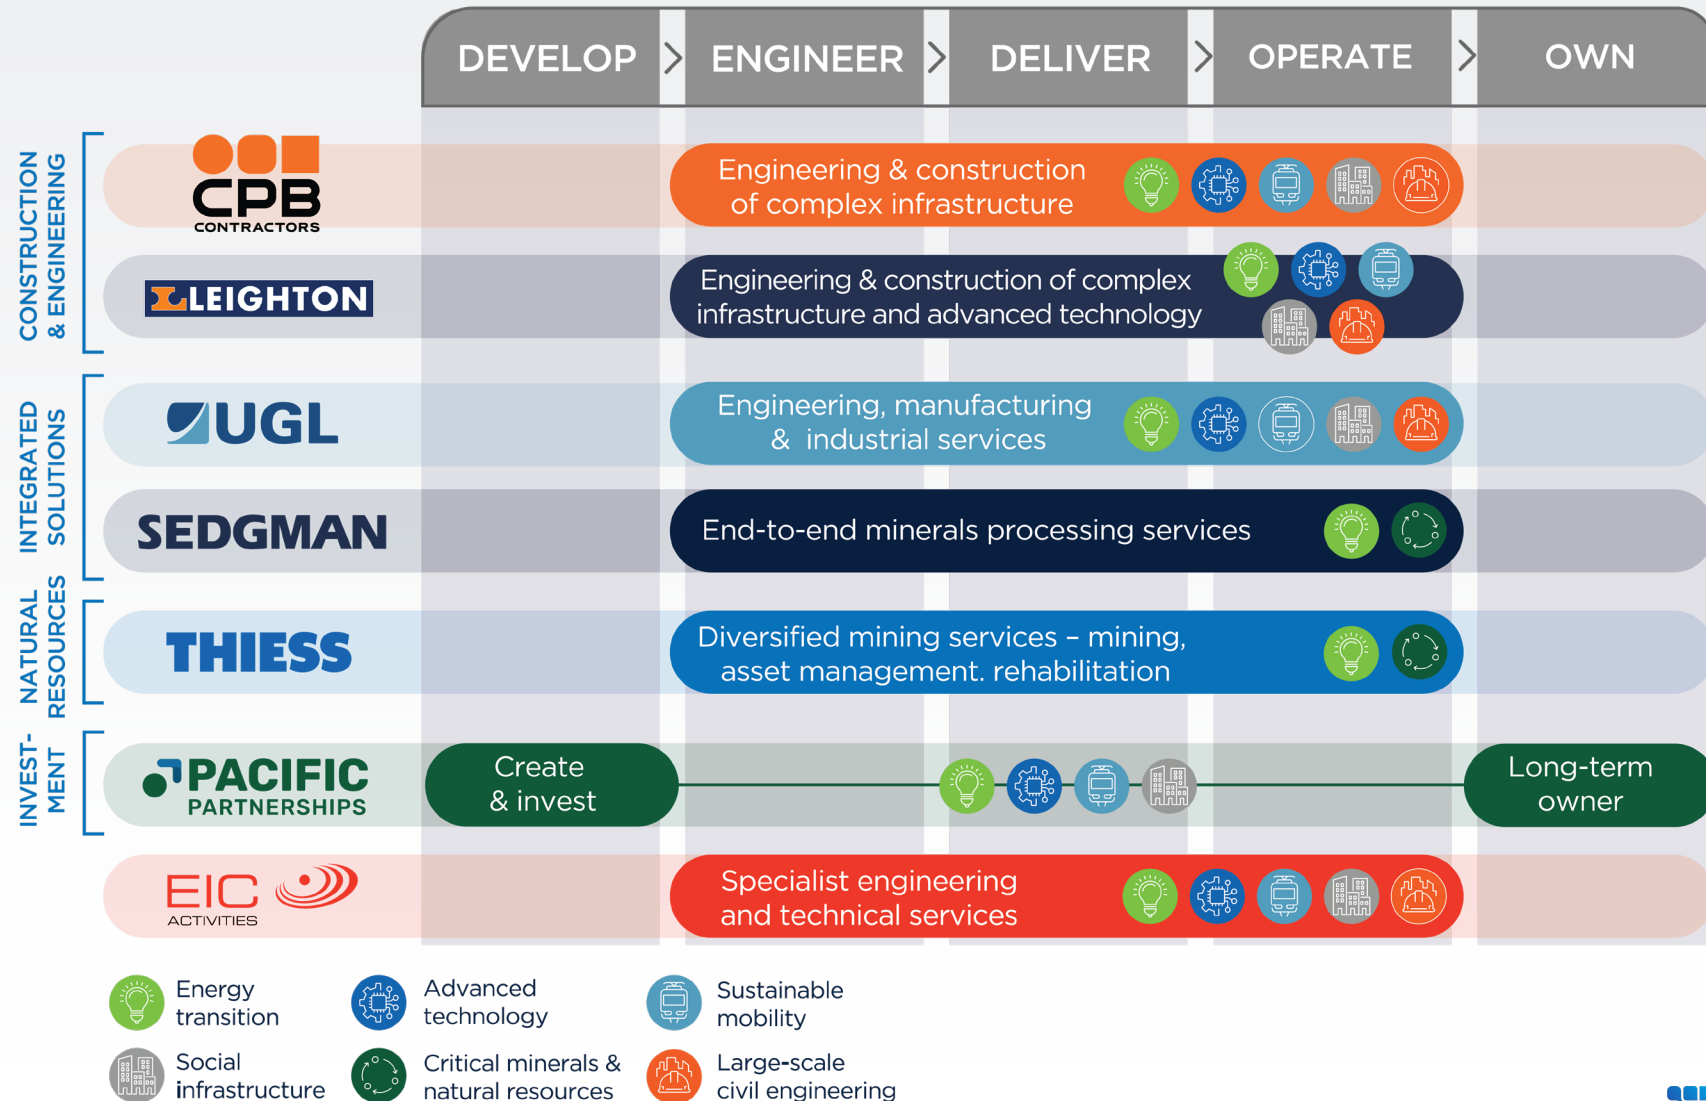 DEVELOP
ENGINEER
DELIVER
OPERATE
OWN
CONSTRUCTION
& ENGINEERING
CPB
CONTRACTORS
Engineering & construction
of complex infrastructure
LEIGHTON
Engineering & construction of complex
infrastructure and advanced technology
INTEGRATED
SOLUTIONS
UGL
Engineering, manufacturing
& industrial services
SEDGMAN
End-to-end minerals processing services
NATURAL
RESOURCES
THIESS
Diversified mining services – mining,
asset management. rehabilitation
INVEST-
MENT
PACIFIC
PARTNERSHIPS
Create
& invest
Long-term
owner
EIC
ACTIVITIES
Specialist engineering
and technical services
Energy
transition
Advanced
technology
Sustainable
mobility
Social
infrastructure
Critical minerals &
natural resources
Large-scale
civil engineering